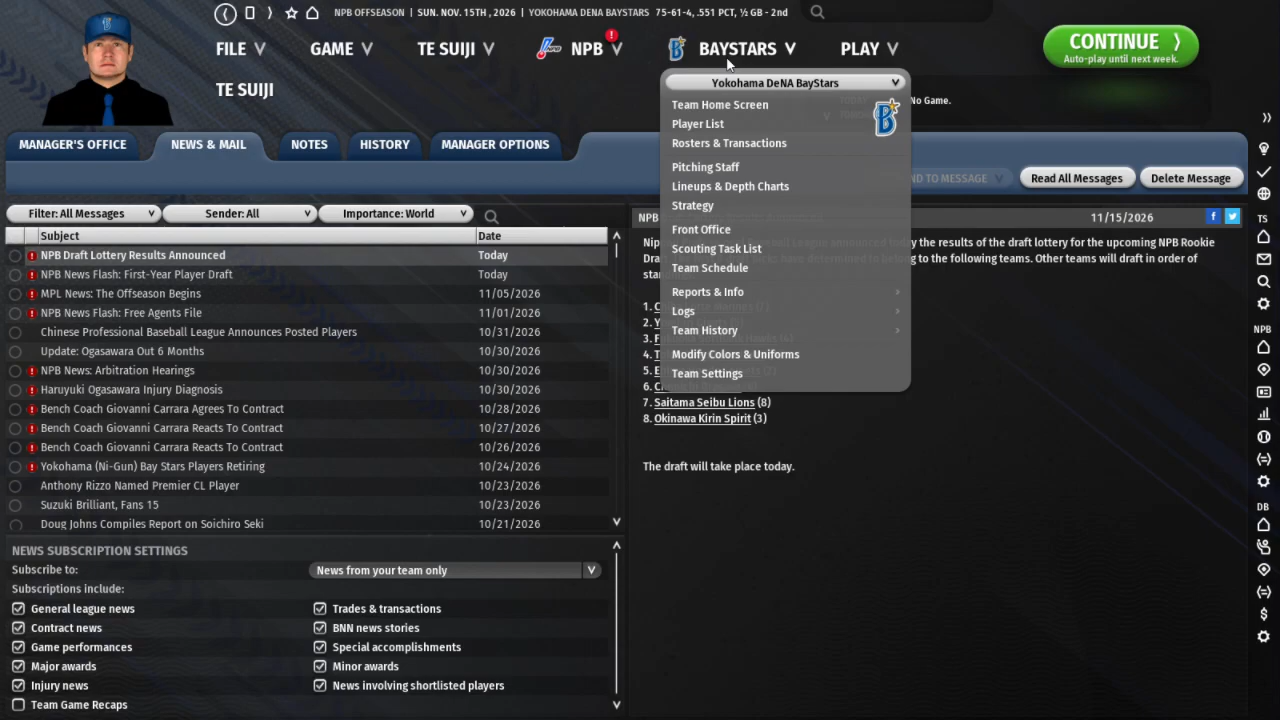 NPB OFFSEASON | SUN. NOV. 15TH , 2026 | YOKOHAMA DENA BAYSTARS 75-61-4, .551 PCT, ½ GB - 2nd
FILE GAME TE SUIJI NPB BAYSTARS PLAY
CONTINUE
Auto-play until next week.
TE SUIJI
Yokohama DeNA BayStars
Team Home Screen
Player List
Rosters & Transactions
Pitching Staff
Lineups & Depth Charts
Strategy
Front Office
Scouting Task List
Team Schedule
Reports & Info
Logs
Team History
Modify Colors & Uniforms
Team Settings
No Game.
MANAGER'S OFFICE NEWS & MAIL NOTES HISTORY MANAGER OPTIONS
TO MESSAGE Read All Messages Delete Message
Filter: All Messages Sender: All Importance: World
Subject Date
NPB Draft Lottery Results Announced Today
NPB News Flash: First-Year Player Draft Today
MPL News: The Offseason Begins 11/05/2026
NPB News Flash: Free Agents File 11/01/2026
Chinese Professional Baseball League Announces Posted Players 10/31/2026
Update: Ogasawara Out 6 Months 10/30/2026
NPB News: Arbitration Hearings 10/30/2026
Haruyuki Ogasawara Injury Diagnosis 10/30/2026
Bench Coach Giovanni Carrara Agrees To Contract 10/28/2026
Bench Coach Giovanni Carrara Reacts To Contract 10/27/2026
Bench Coach Giovanni Carrara Reacts To Contract 10/26/2026
Yokohama (Ni-Gun) Bay Stars Players Retiring 10/24/2026
Anthony Rizzo Named Premier CL Player 10/23/2026
Suzuki Brilliant, Fans 15 10/23/2026
Doug Johns Compiles Report on Soichiro Seki 10/21/2026
NPB 11/15/2026
the results of the draft lottery for the upcoming NPB Rookie
to the following teams. Other teams will draft in order of
1.
2.
3.
4.
5.
6.
7. Saitama Seibu Lions (8)
8. Okinawa Kirin Spirit (3)
The draft will take place today.
NEWS SUBSCRIPTION SETTINGS
Subscribe to: News from your team only
Subscriptions include:
General league news Trades & transactions
Contract news BNN news stories
Game performances Special accomplishments
Major awards Minor awards
Injury news News involving shortlisted players
Team Game Recaps
TS
NPB
DB